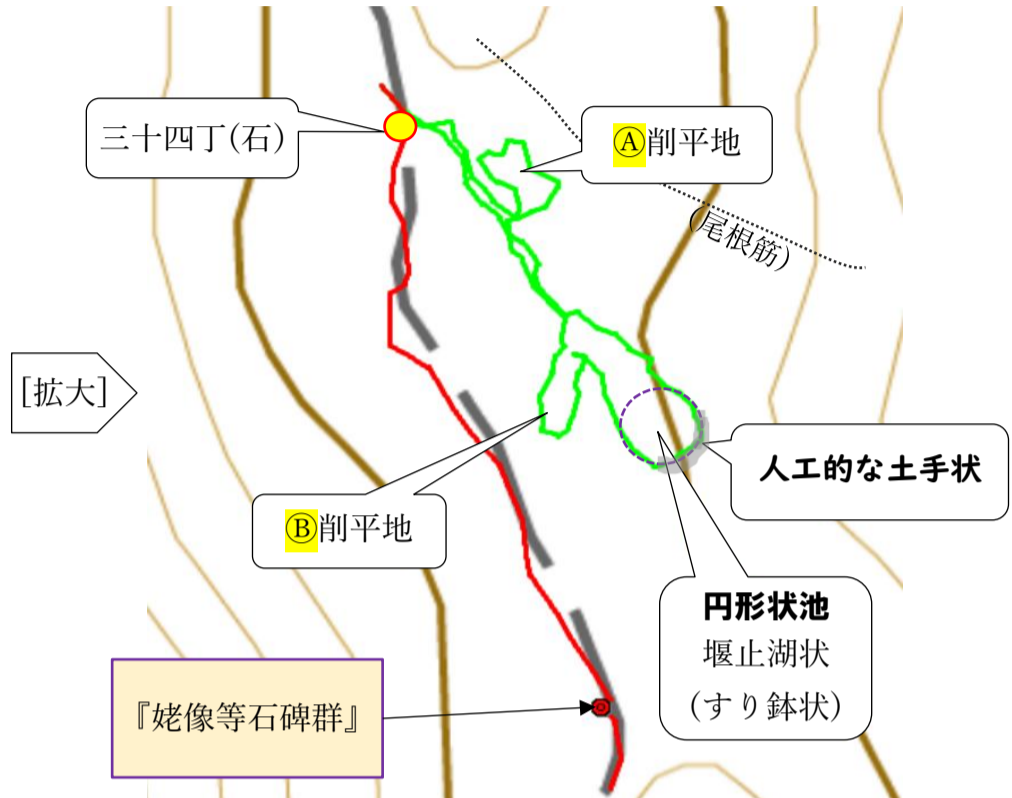 三十四丁(石)
Ⓐ削平地
(尾根筋)
[拡大]
人工的な土手状
Ⓑ削平地
円形状池
堰止湖状
(すり鉢状)
『姥像等石碑群』